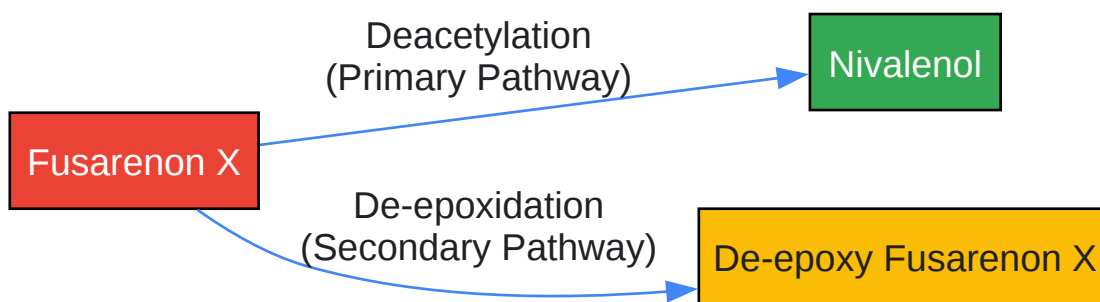 Deacetylation
(Primary Pathway)
Nivalenol
Fusarenon X
De-epoxidation
(Secondary Pathway)
De-epoxy Fusarenon X